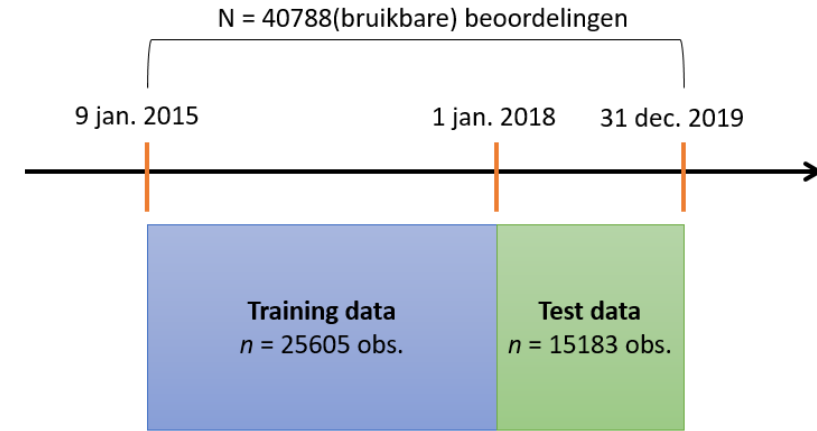 N = 40788(bruikbare) beoordelingen
9 jan. 2015
1 jan. 2018
31 dec. 2019
Training data
n = 25605 obs.
Test data
n = 15183 obs.